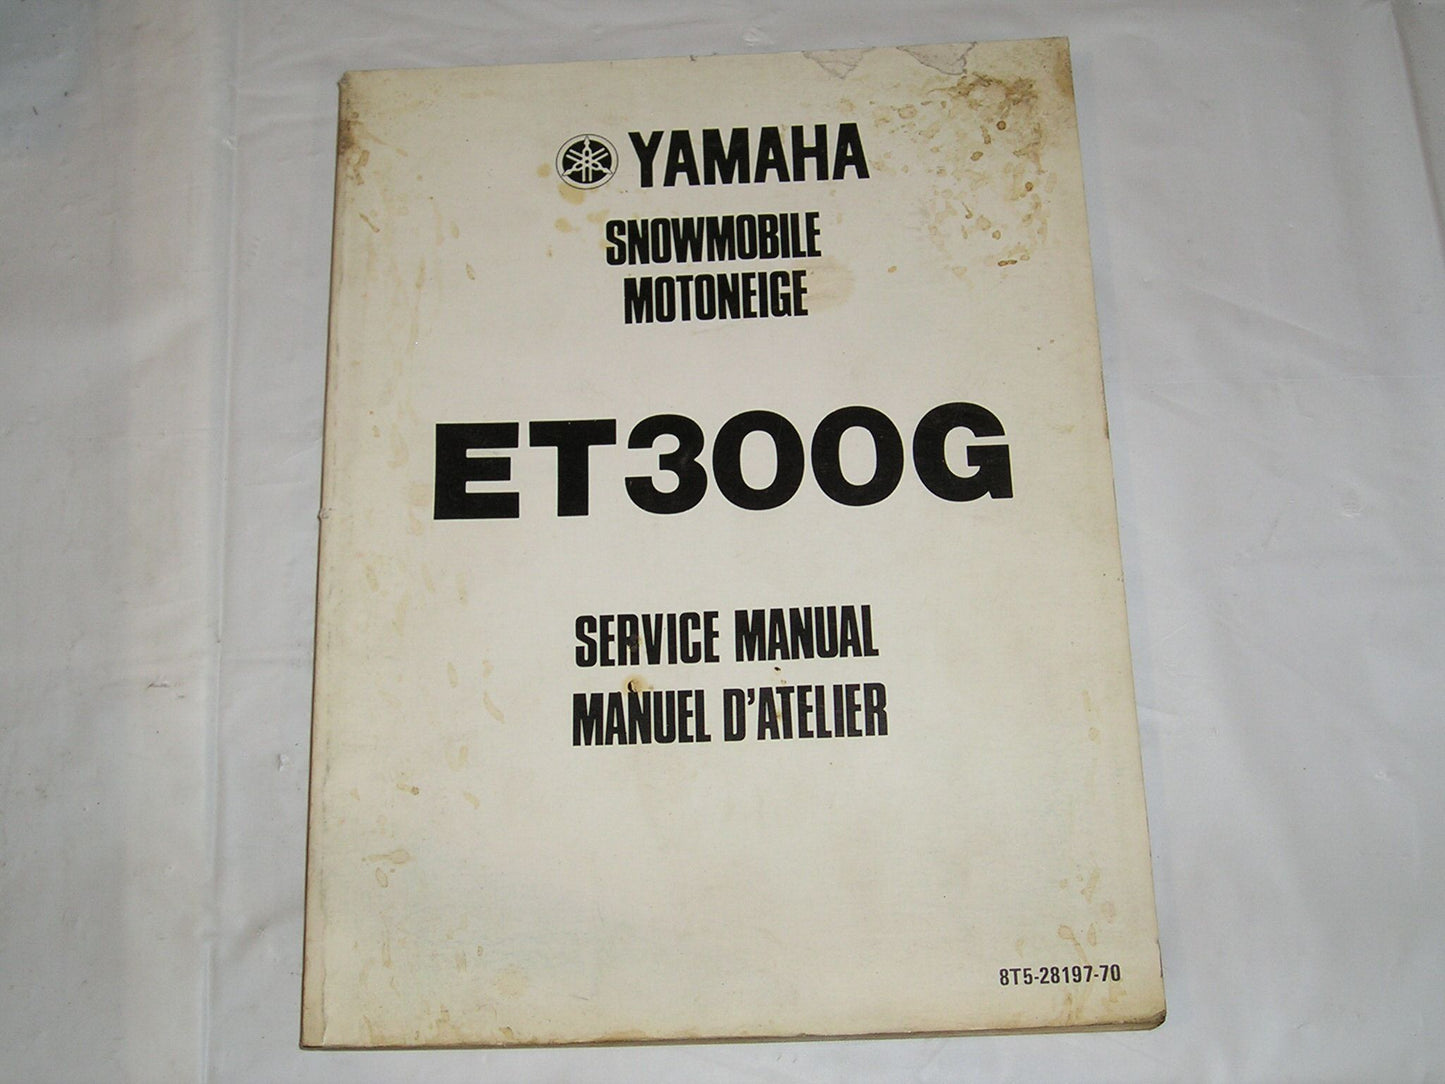 YAMAHA
SNOWMOBILE
MOTONEIGE
ET300G
SERVICE MANUAL
MANUEL D'ATELIER
8T5-28197-70